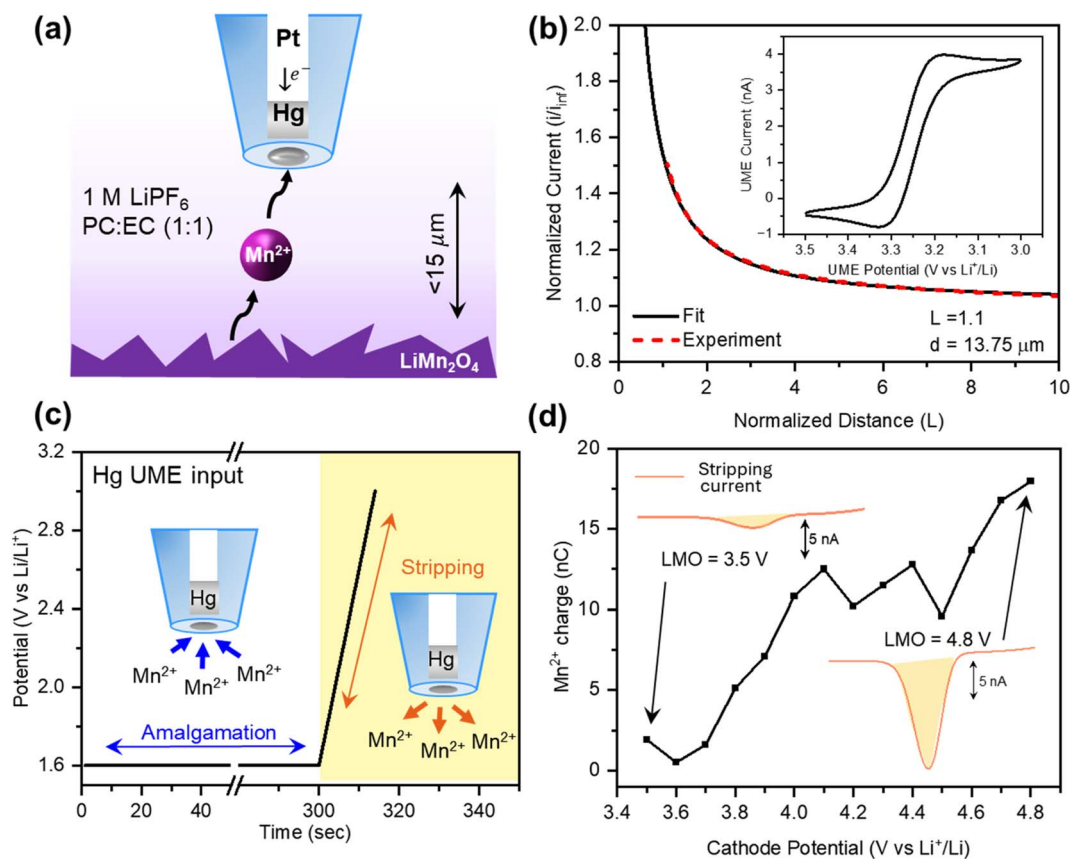 (a)
Pt
↓e⁻
Hg
1 M LiPF₆
PC:EC (1:1)
Mn²⁺
<15 μm
LiMn₂O₄
(b)
Normalized Current (i/i_inf)
2.0
1.8
1.6
1.4
1.2
1.0
0.8
UME Current (nA)
4
3
2
1
0
−1
3.5 3.4 3.3 3.2 3.1 3.0
UME Potential (V vs Li⁺/Li)
Fit
Experiment
L =1.1
d = 13.75 μm
0 2 4 6 8 10
Normalized Distance (L)
(c)
Potential (V vs Li/Li⁺)
3.2
2.8
2.4
2.0
1.6
Hg UME input
Hg
Mn²⁺ Mn²⁺ Mn²⁺
Amalgamation
Stripping
Hg
Mn²⁺ Mn²⁺ Mn²⁺
0 20 40 300 320 340
Time (sec)
(d)
Mn²⁺ charge (nC)
20
15
10
5
0
Stripping
current
5 nA
LMO = 3.5 V
LMO = 4.8 V
5 nA
3.4 3.6 3.8 4.0 4.2 4.4 4.6 4.8
Cathode Potential (V vs Li⁺/Li)